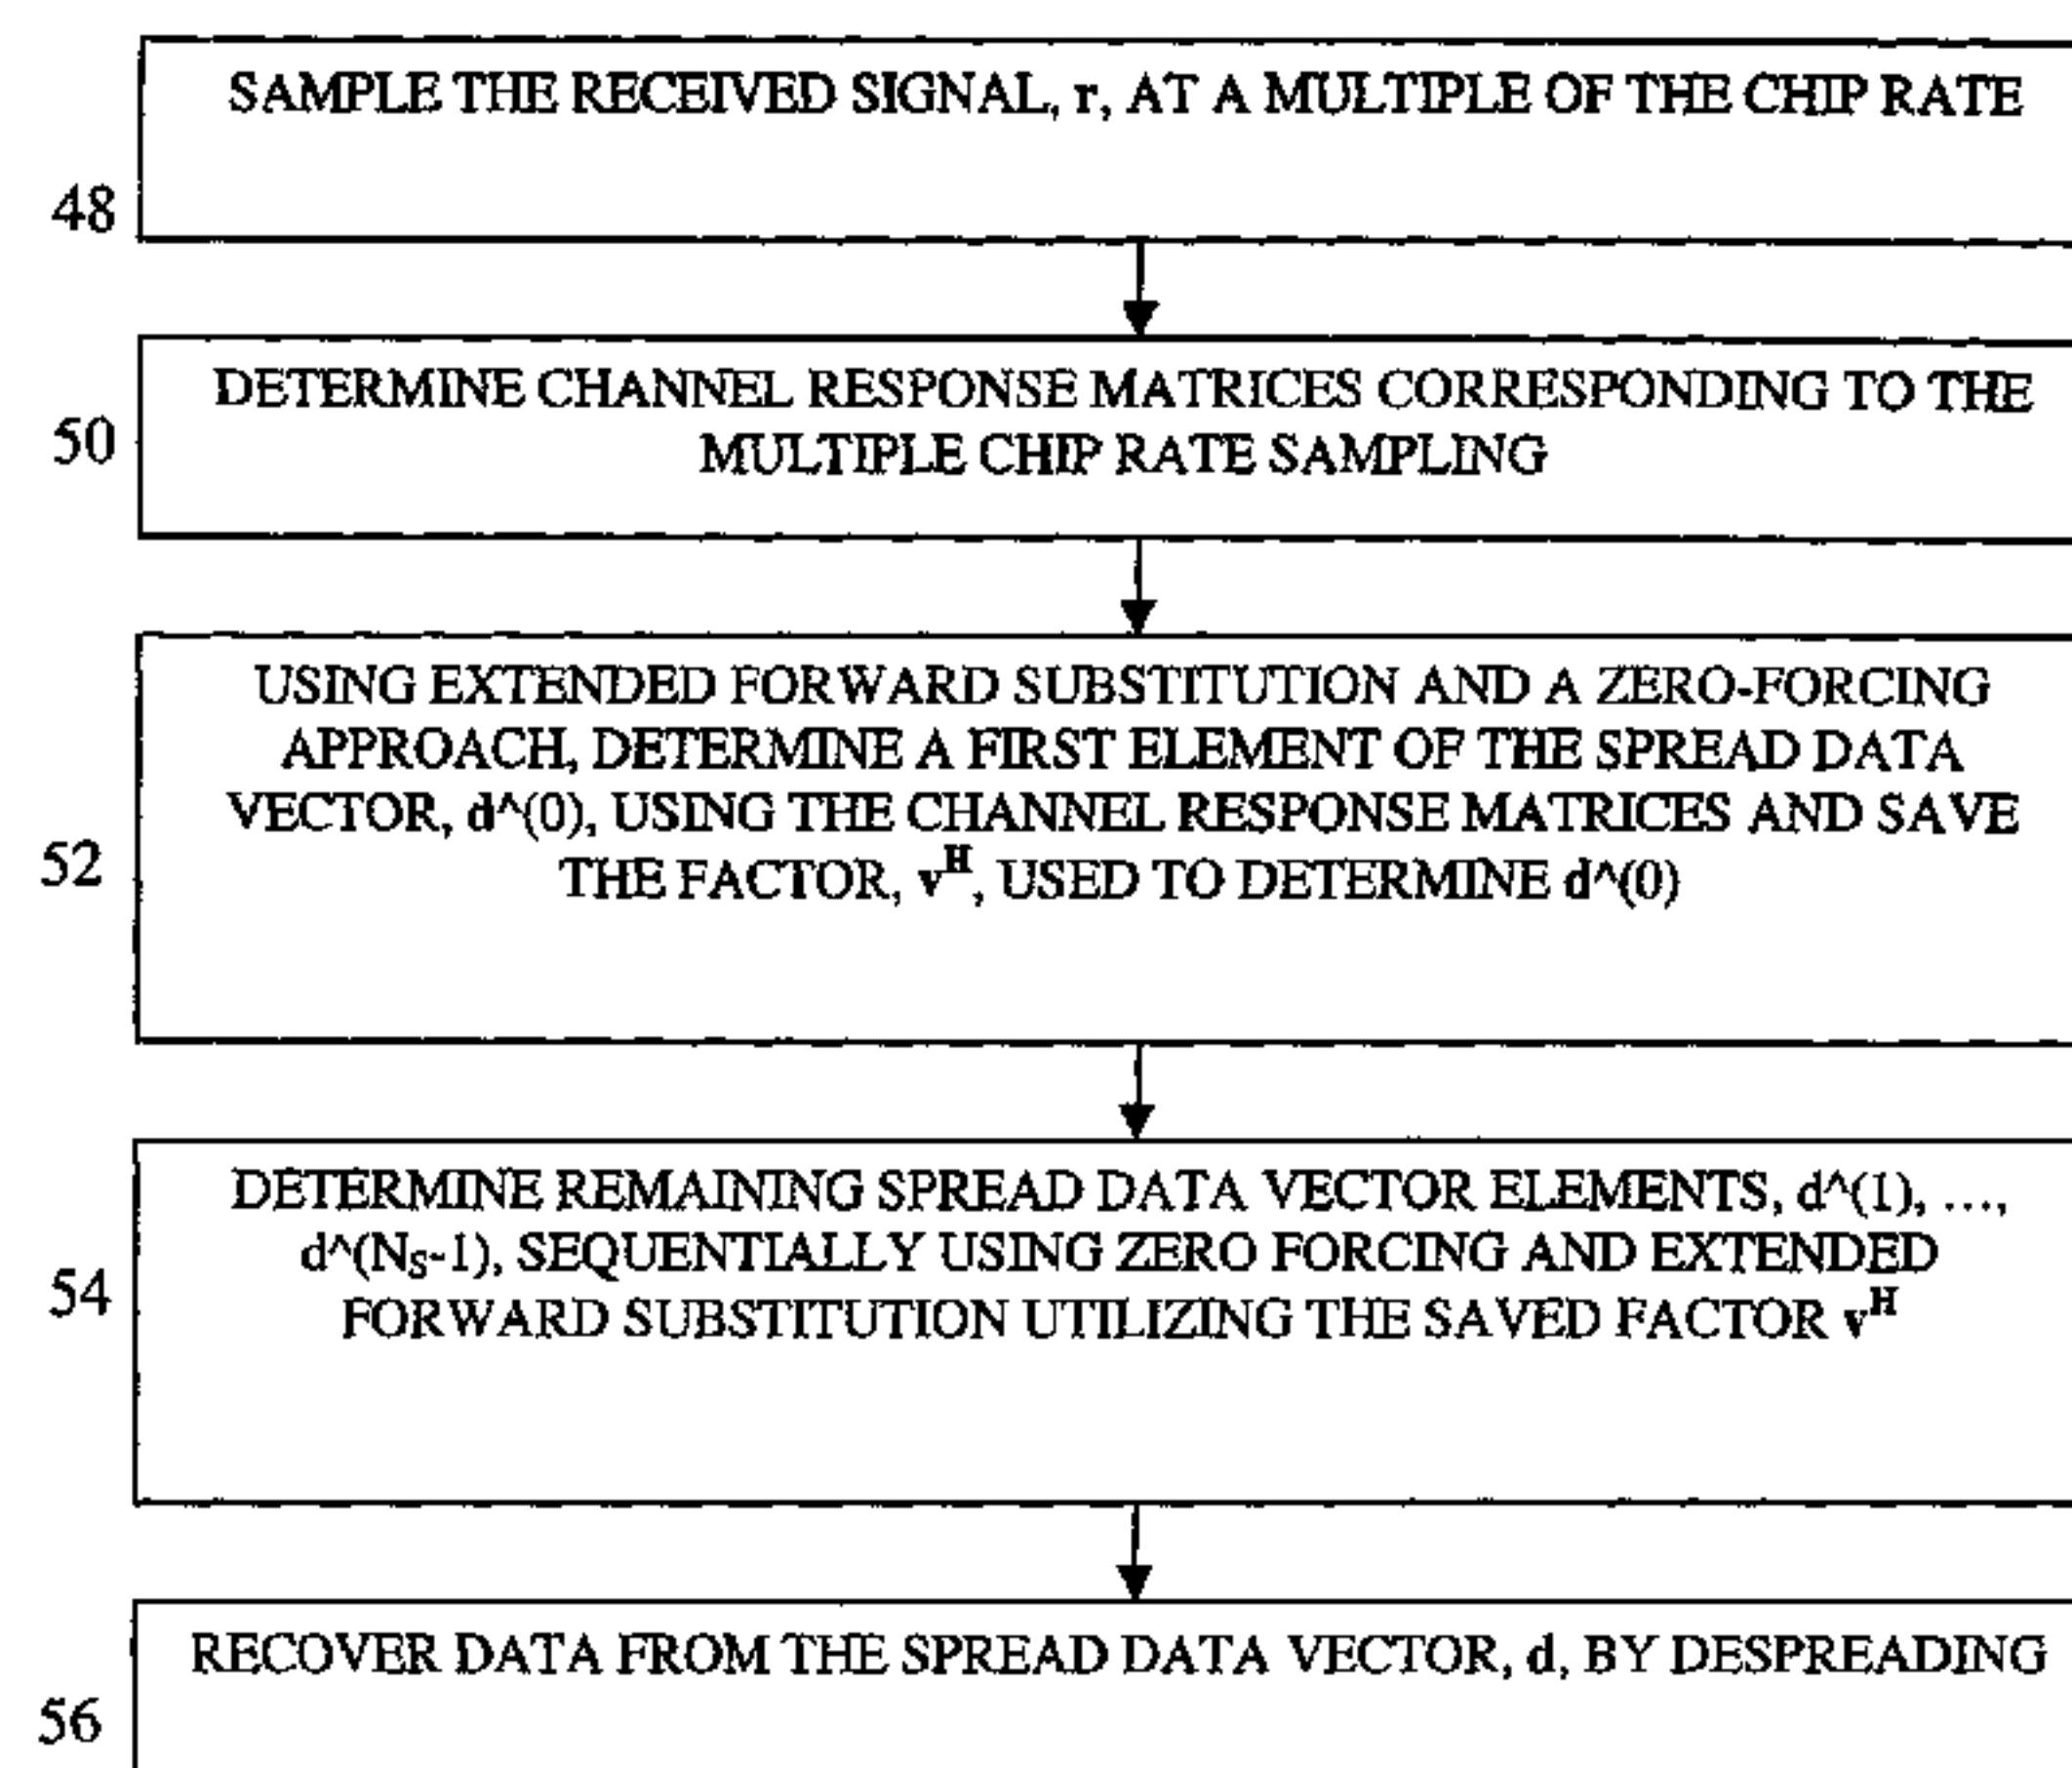 SAMPLE THE RECEIVED SIGNAL, r, AT A MULTIPLE OF THE CHIP RATE
48
DETERMINE CHANNEL RESPONSE MATRICES CORRESPONDING TO THE
MULTIPLE CHIP RATE SAMPLING
50
USING EXTENDED FORWARD SUBSTITUTION AND A ZERO-FORCING
APPROACH, DETERMINE A FIRST ELEMENT OF THE SPREAD DATA
VECTOR, d^(0), USING THE CHANNEL RESPONSE MATRICES AND SAVE
THE FACTOR, v^H, USED TO DETERMINE d^(0)
52
DETERMINE REMAINING SPREAD DATA VECTOR ELEMENTS, d^(1), …,
d^(N_S-1), SEQUENTIALLY USING ZERO FORCING AND EXTENDED
FORWARD SUBSTITUTION UTILIZING THE SAVED FACTOR v^H
54
RECOVER DATA FROM THE SPREAD DATA VECTOR, d, BY DESPREADING
56